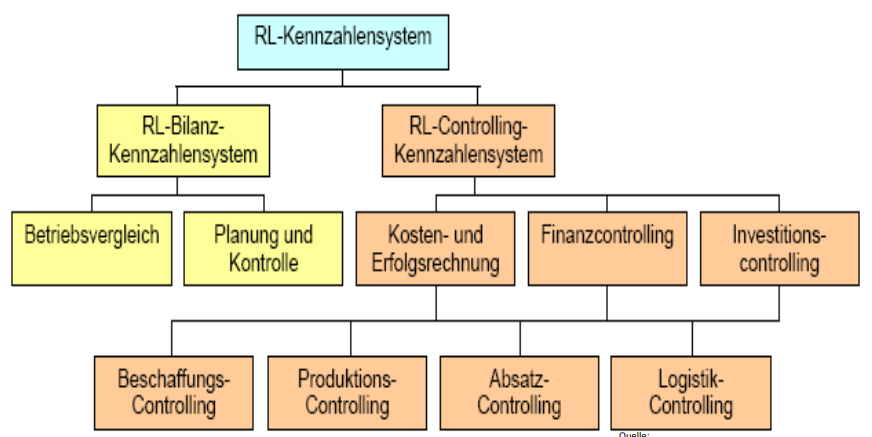 RL-Kennzahlensystem
RL-Bilanz-
Kennzahlensystem
RL-Controlling-
Kennzahlensystem
Betriebsvergleich
Planung und
Kontrolle
Kosten- und
Erfolgsrechnung
Finanzcontrolling
Investitions-
controlling
Beschaffungs-
Controlling
Produktions-
Controlling
Absatz-
Controlling
Logistik-
Controlling
Quelle: